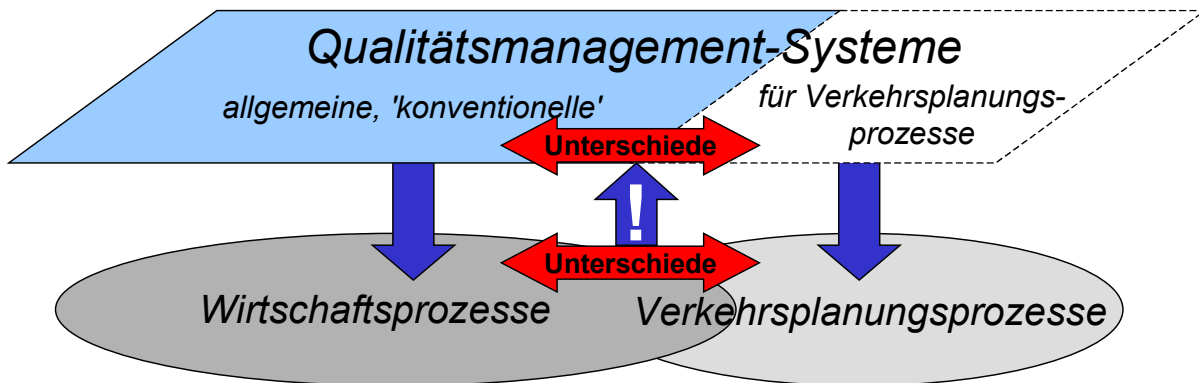 Qualitätsmanagement-Systeme
allgemeine, 'konventionelle'
für Verkehrsplanungs-
prozesse
Unterschiede
!
Unterschiede
Wirtschaftsprozesse
Verkehrsplanungsprozesse